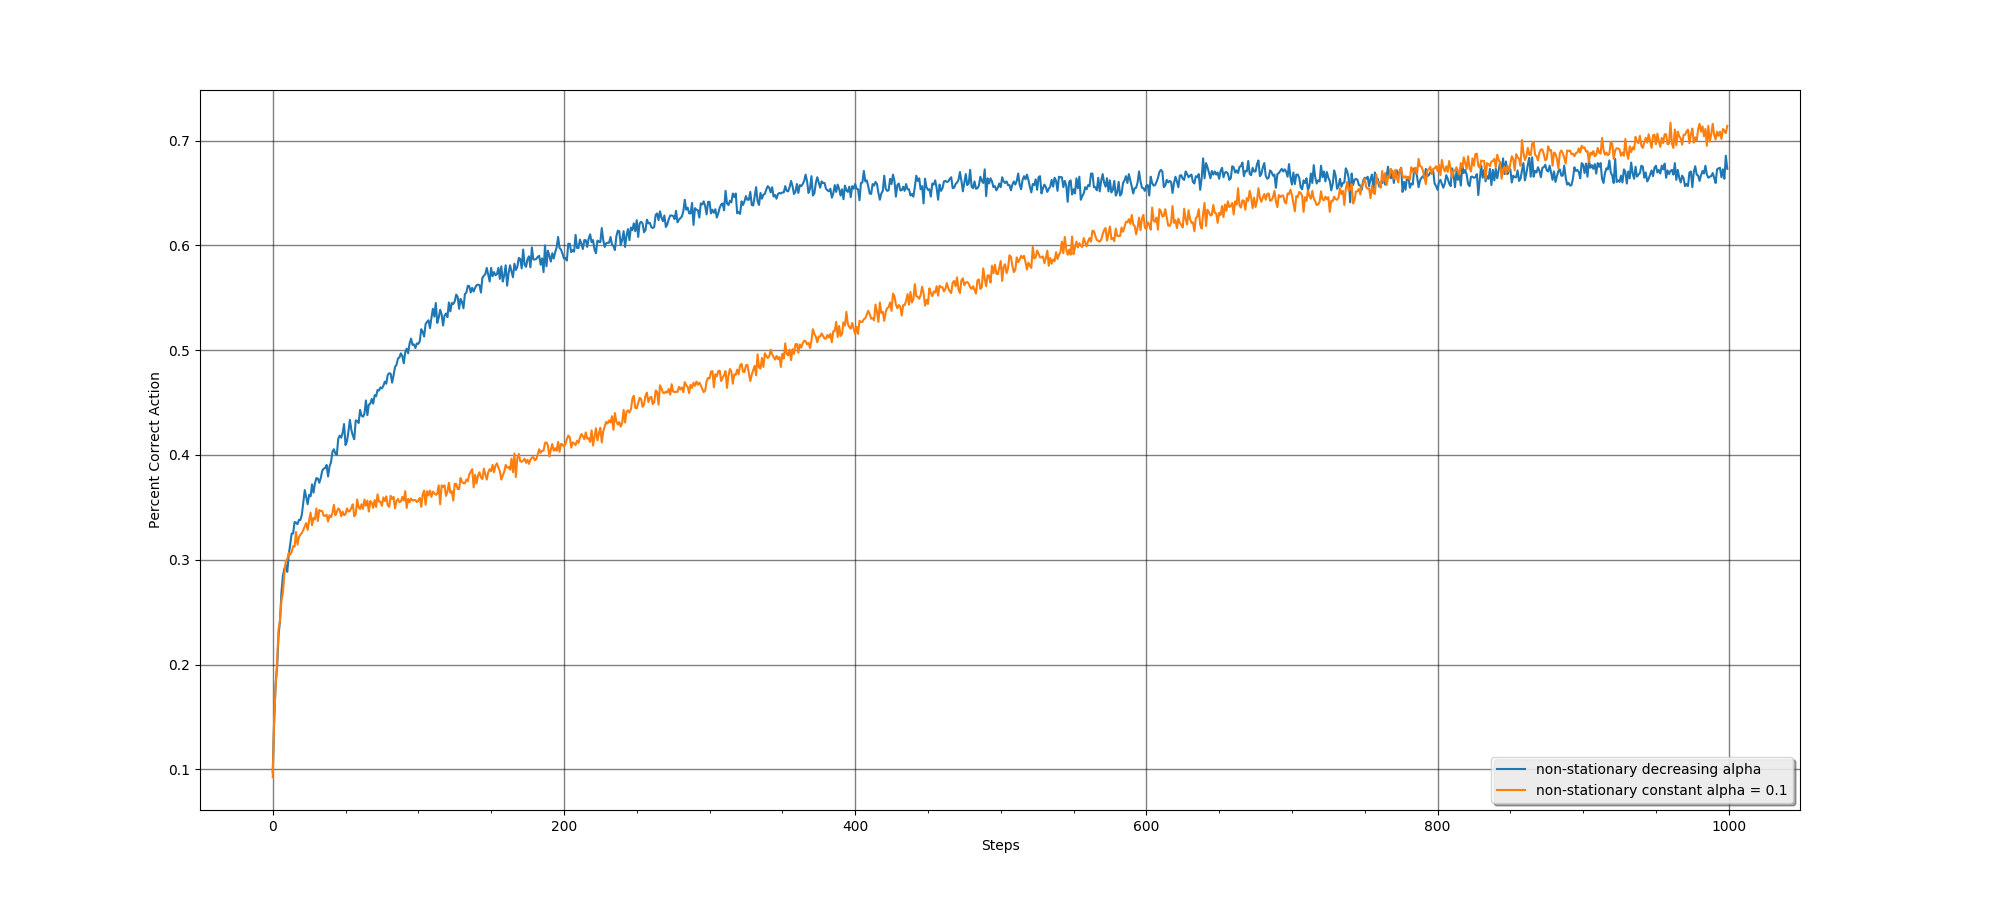 0.7
0.6
0.5
0.4
0.3
0.2
0.1
Percent Correct Action
non-stationary decreasing alpha
non-stationary constant alpha = 0.1
0 200 400 600 800 1000
Steps